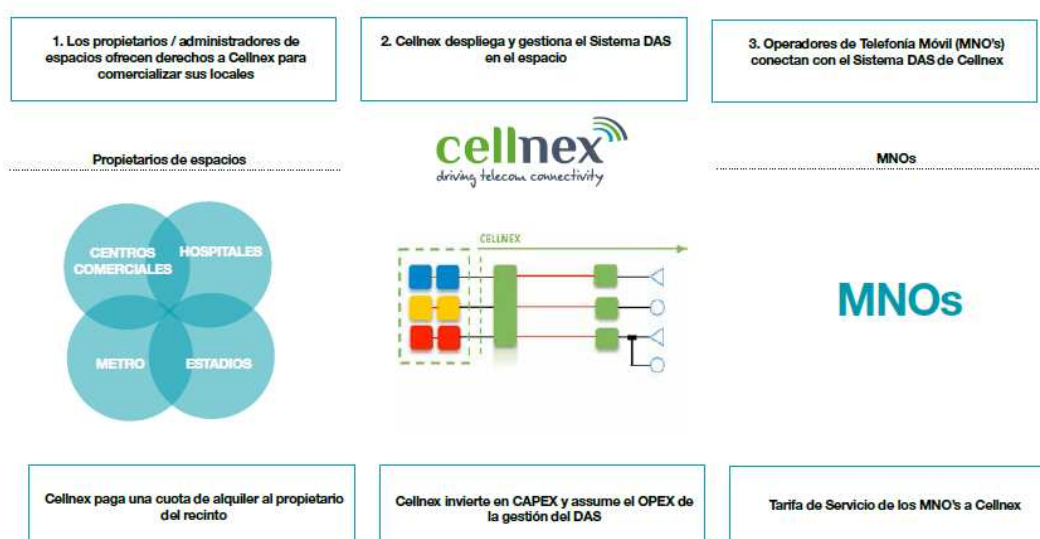 1. Los propietarios / administradores de
espacios ofrecen derechos a Cellnex para
comercializar sus locales
2. Cellnex despliega y gestiona el Sistema DAS
en el espacio
3. Operadores de Telefonía Móvil (MNO's)
conectan con el Sistema DAS de Cellnex
Propietarios de espacios
cellnex
driving telecom connectivity
MNOs
CENTROS
COMERCIALES
HOSPITALES
METRO
ESTADIOS
CELLNEX
MNOs
Cellnex paga una cuota de alquiler al propietario
del recinto
Cellnex invierte en CAPEX y assume el OPEX de
la gestión del DAS
Tarifa de Servicio de los MNO's a Cellnex